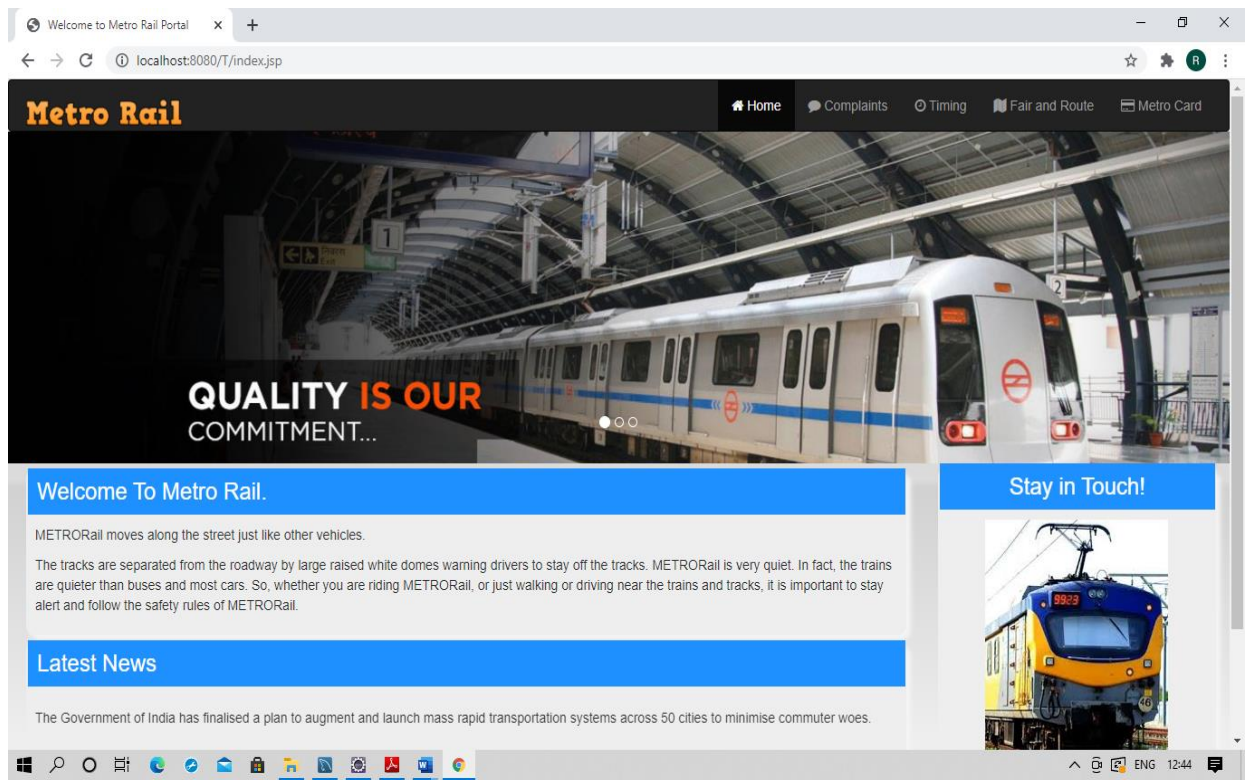 Welcome to Metro Rail Portal
localhost:8080/T/index.jsp
R
Metro Rail
Home
Complaints
Timing
Fair and Route
Metro Card
1
Exit
2
QUALITY IS OUR
COMMITMENT...
Welcome To Metro Rail.
METRORail moves along the street just like other vehicles.
The tracks are separated from the roadway by large raised white domes warning drivers to stay off the tracks. METRORail is very quiet. In fact, the trains
are quieter than buses and most cars. So, whether you are riding METRORail, or just walking or driving near the trains and tracks, it is important to stay
alert and follow the safety rules of METRORail.
Stay in Touch!
9923
46
Latest News
The Government of India has finalised a plan to augment and launch mass rapid transportation systems across 50 cities to minimise commuter woes.
ENG 12:44